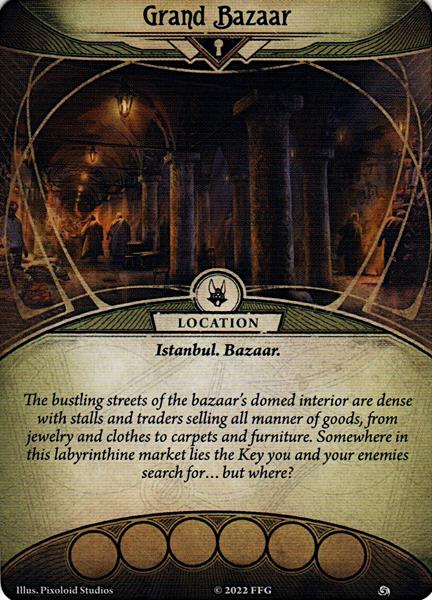 Grand Bazaar
LOCATION
Istanbul. Bazaar.
The bustling streets of the bazaar's domed interior are dense
with stalls and traders selling all manner of goods, from
jewelry and clothes to carpets and furniture. Somewhere in
this labyrinthine market lies the Key you and your enemies
search for… but where?
Illus. Pixoloid Studios
© 2022 FFG